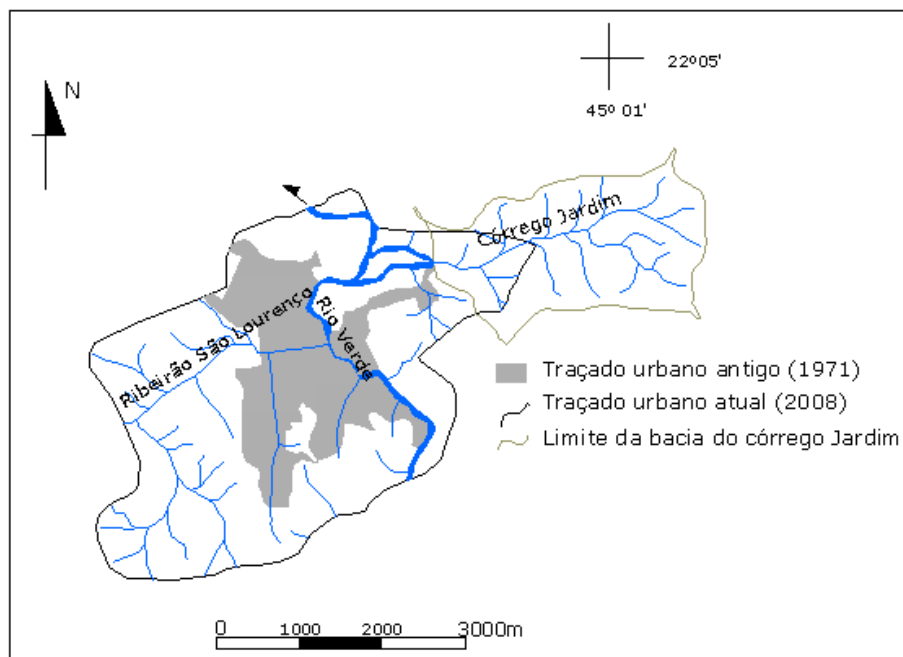 N
22º05'
45º 01'
Córrego Jardim
Ribeirão São Lourenço
Rio Verde
Traçado urbano antigo (1971)
Traçado urbano atual (2008)
Limite da bacia do córrego Jardim
0 1000 2000 3000m